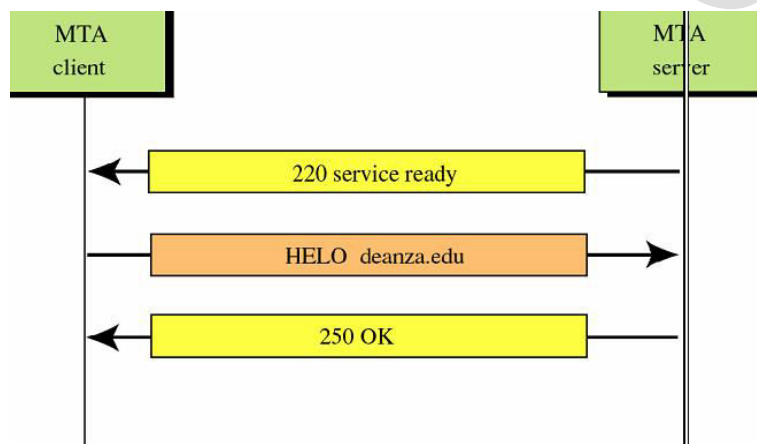 MTA
client
MTA
server
220 service ready
HELO deanza.edu
250 OK